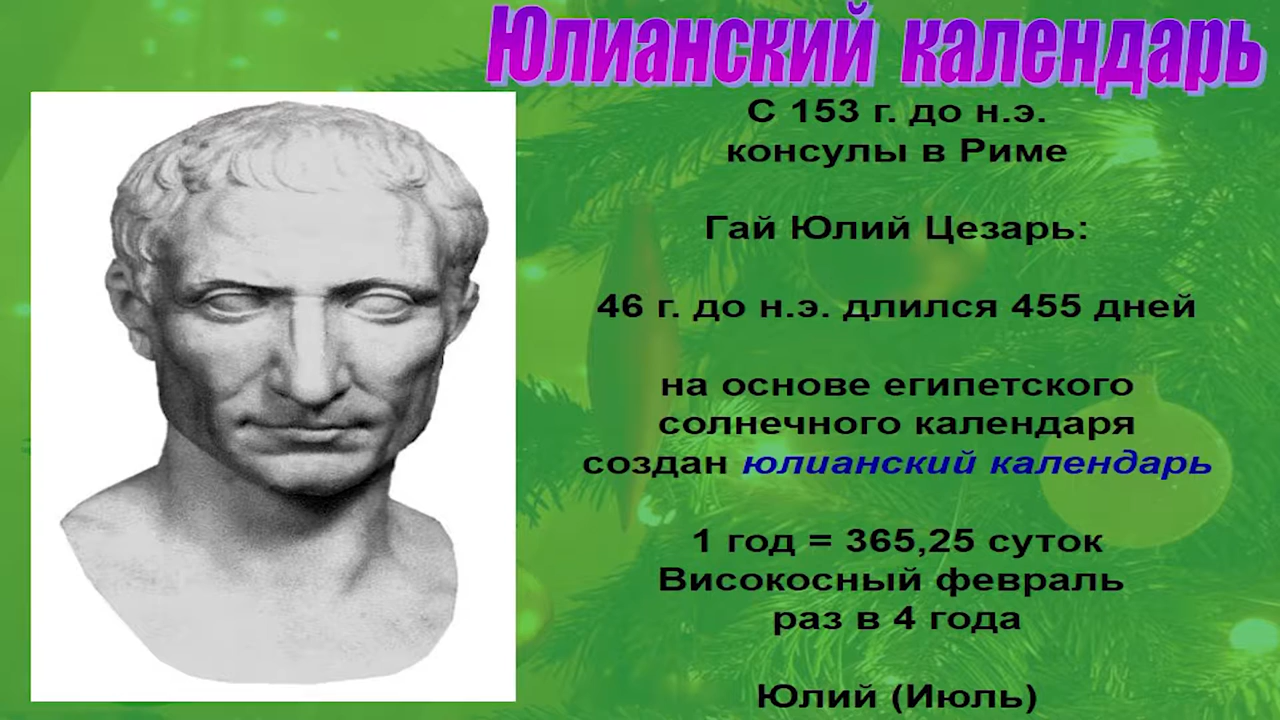 Юлианский календарь
С 153 г. до н.э.
консулы в Риме
Гай Юлий Цезарь:
46 г. до н.э. длился 455 дней
на основе египетского
солнечного календаря
создан юлианский календарь
1 год = 365,25 суток
Високосный февраль
раз в 4 года
Юлий (Июль)